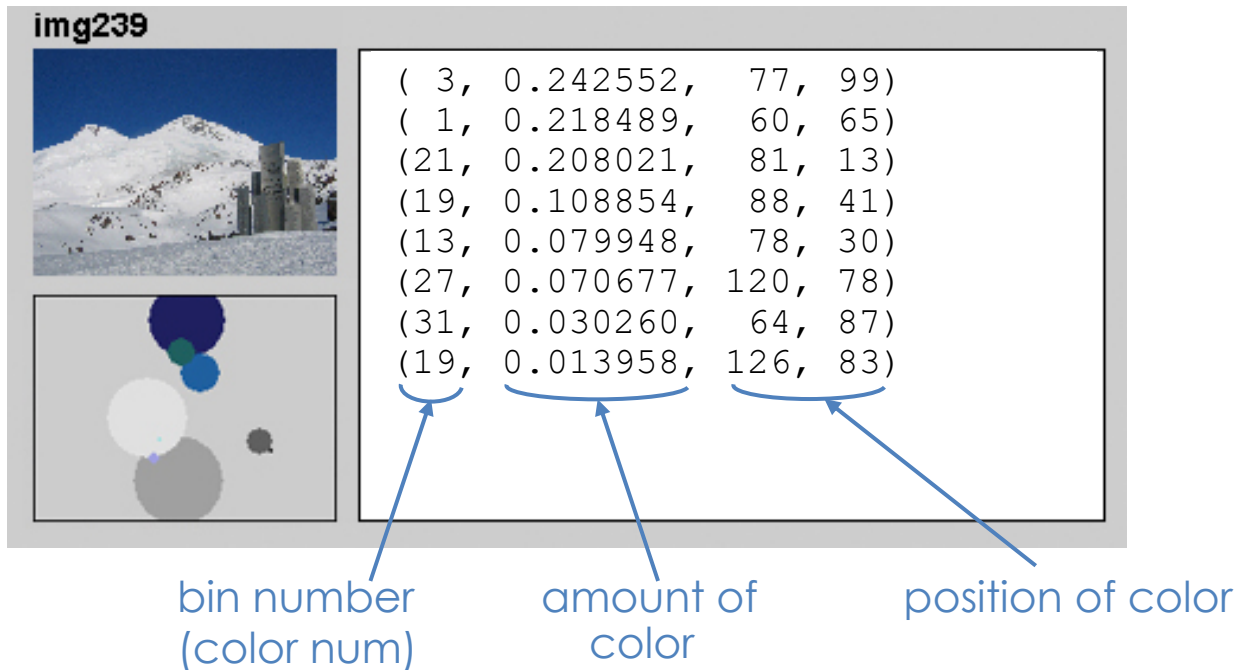 img239
( 3, 0.242552, 77, 99)
( 1, 0.218489, 60, 65)
(21, 0.208021, 81, 13)
(19, 0.108854, 88, 41)
(13, 0.079948, 78, 30)
(27, 0.070677, 120, 78)
(31, 0.030260, 64, 87)
(19, 0.013958, 126, 83)
bin number
(color num)
amount of
color
position of color